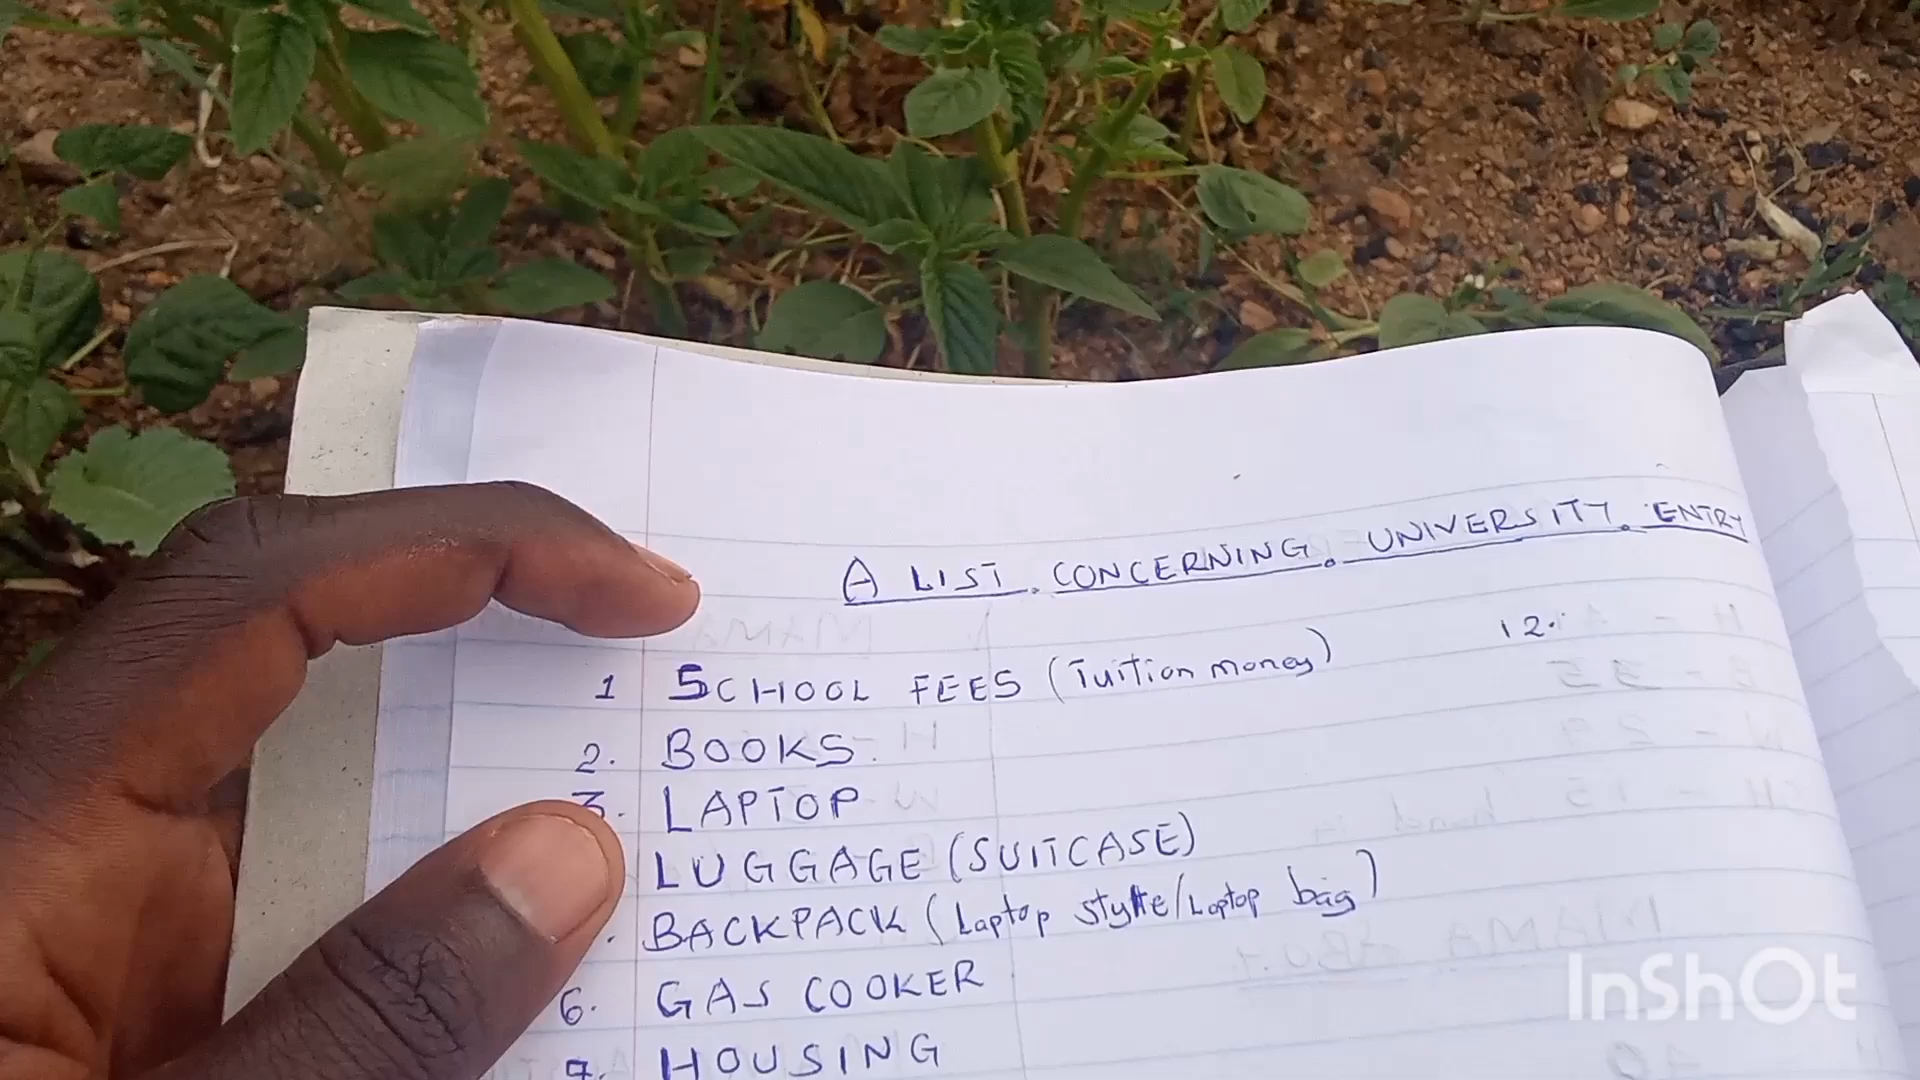 A LIST. CONCERNING. UNIVERSITY. ENTRY
1 SCHOOL FEES (Tuition money)
12.
2. BOOKS.
3. LAPTOP
LUGGAGE (SUITCASE)
. BACKPACK (Laptop style/Laptop bag)
6. GAS COOKER
7. HOUSING
InShOt